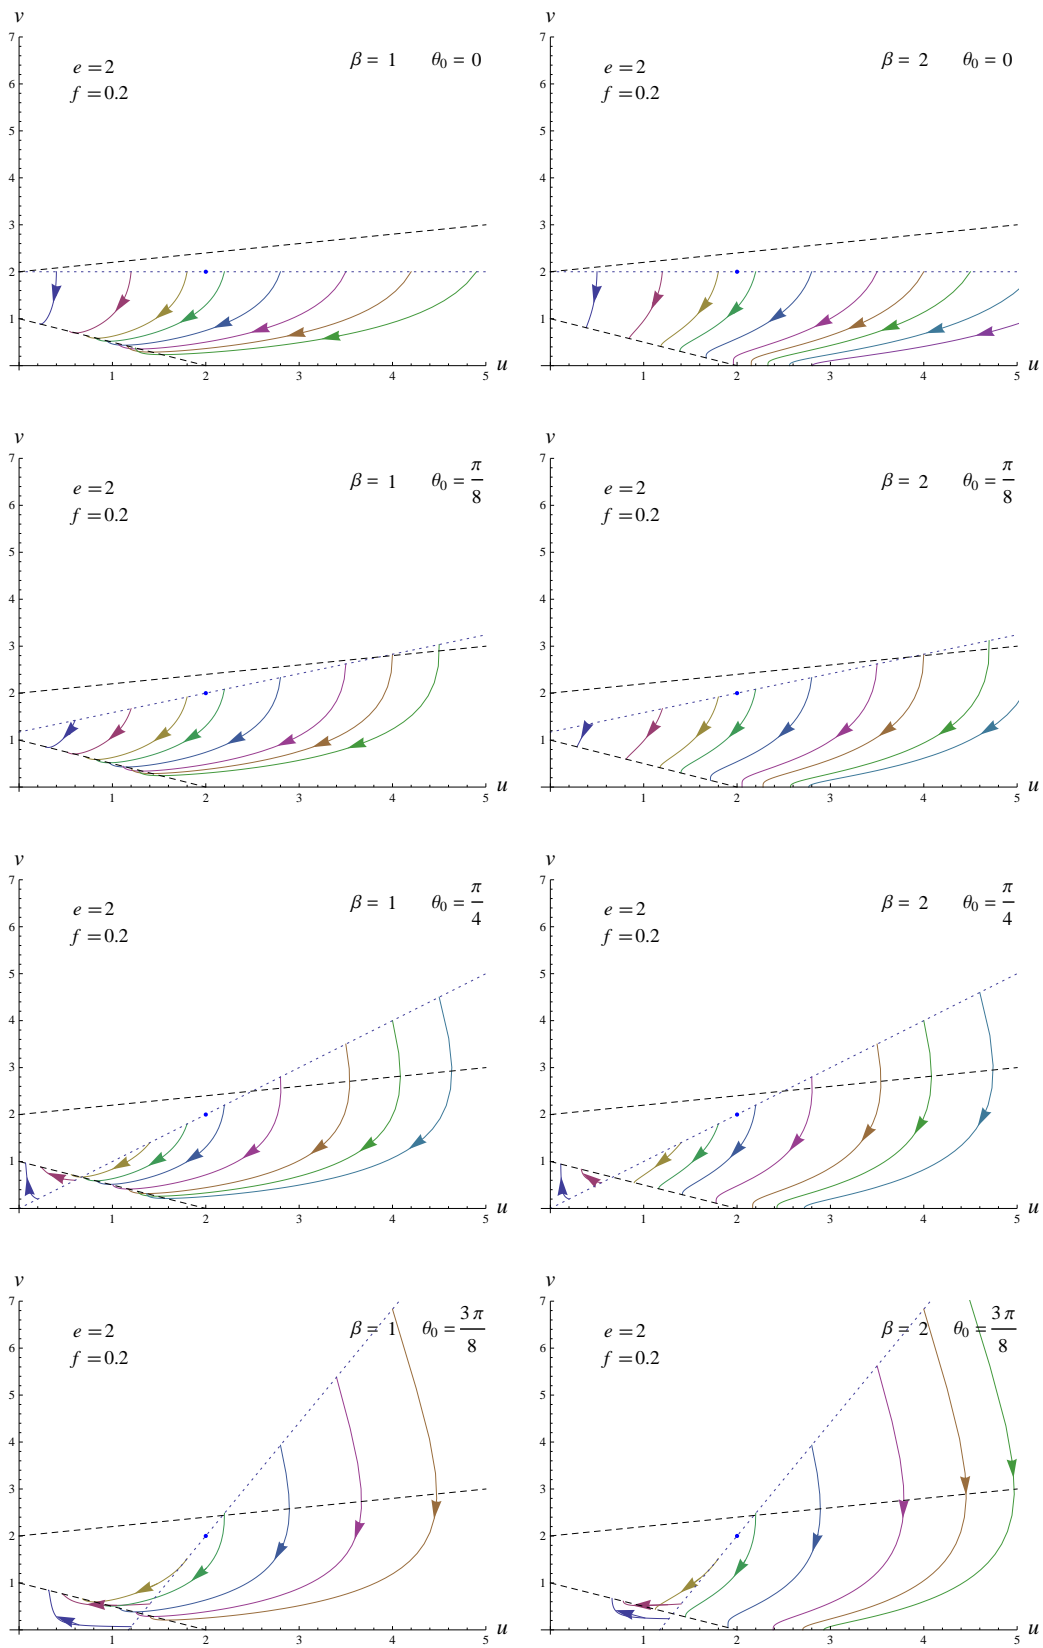 v v
7 7
e = 2 β = 1 θ0 = 0 e = 2 β = 2 θ0 = 0
6 6
f = 0.2 f = 0.2
5 5
4 4
3 3
2 2
1 1
1 2 3 4 5 u 1 2 3 4 5 u
v v
7 7
e = 2 β = 1 θ0 = π/8 e = 2 β = 2 θ0 = π/8
6 6
f = 0.2 f = 0.2
5 5
4 4
3 3
2 2
1 1
1 2 3 4 5 u 1 2 3 4 5 u
v v
7 7
e = 2 β = 1 θ0 = π/4 e = 2 β = 2 θ0 = π/4
6 6
f = 0.2 f = 0.2
5 5
4 4
3 3
2 2
1 1
1 2 3 4 5 u 1 2 3 4 5 u
v v
7 7
e = 2 β = 1 θ0 = 3π/8 e = 2 β = 2 θ0 = 3π/8
6 6
f = 0.2 f = 0.2
5 5
4 4
3 3
2 2
1 1
1 2 3 4 5 u 1 2 3 4 5 u